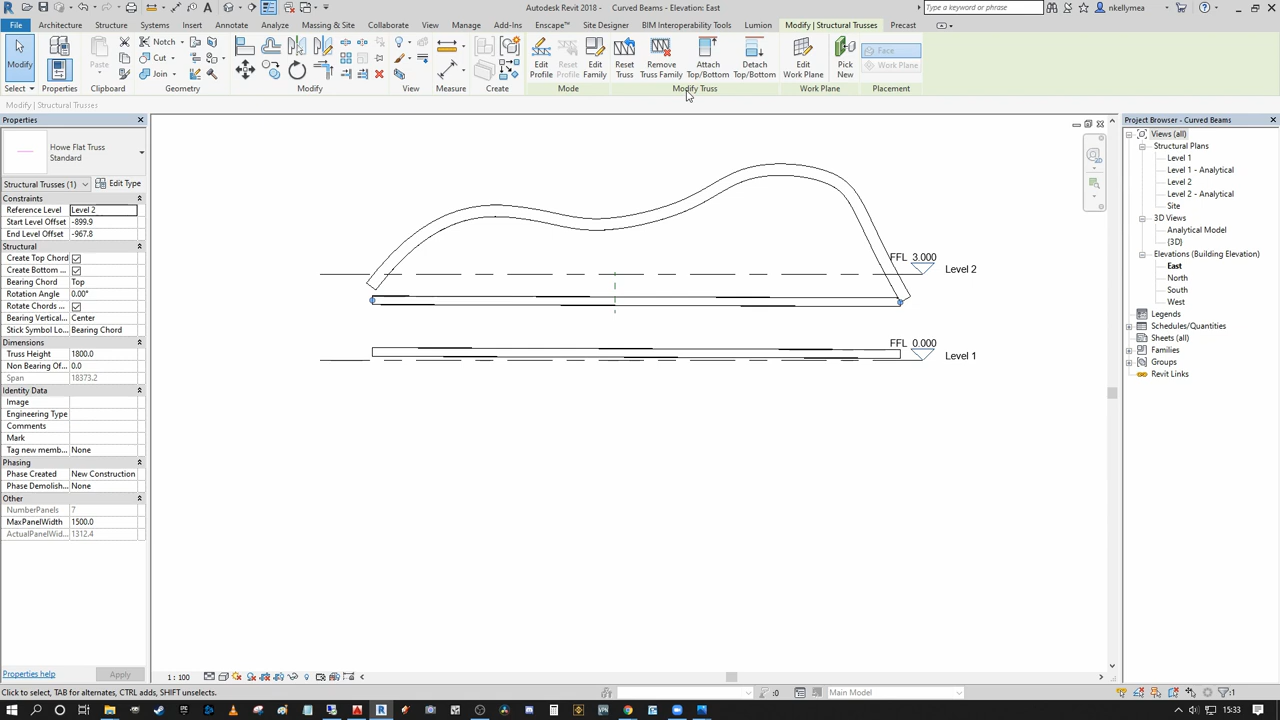 Autodesk Revit 2018 - Curved Beams - Elevation: East
Type a keyword or phrase
nkellymea
File Architecture Structure Systems Insert Annotate Analyze Massing & Site Collaborate View Manage Add-Ins Enscape™ Site Designer BIM Interoperability Tools Lumion Modify | Structural Trusses Precast
Modify
Properties
Paste
Notch
Cut
Join
Edit Profile
Reset Profile
Edit Family
Reset Truss
Remove Truss Family
Attach Top/Bottom
Detach Top/Bottom
Edit Work Plane
Pick New
Face
Work Plane
Select Properties Clipboard Geometry Modify View Measure Create Mode Modify Truss Work Plane Placement
Modify | Structural Trusses
Properties
Howe Flat Truss
Standard
Structural Trusses (1) Edit Type
Constraints
Reference Level Level 2
Start Level Offset -899.9
End Level Offset -967.8
Structural
Create Top Chord
Create Bottom ...
Bearing Chord Top
Rotation Angle 0.00°
Rotate Chords ...
Bearing Vertical... Center
Stick Symbol Lo... Bearing Chord
Dimensions
Truss Height 1800.0
Non Bearing Of... 0.0
Span 18373.2
Identity Data
Image
Engineering Type
Comments
Mark
Tag new memb... None
Phasing
Phase Created New Construction
Phase Demolish... None
Other
NumberPanels 7
MaxPanelWidth 1500.0
ActualPanelWid... 1312.4
Properties help Apply
FFL 3.000
Level 2
FFL 0.000
Level 1
1 : 100
Project Browser - Curved Beams
Views (all)
Structural Plans
Level 1
Level 1 - Analytical
Level 2
Level 2 - Analytical
Site
3D Views
Analytical Model
{3D}
Elevations (Building Elevation)
East
North
South
West
Legends
Schedules/Quantities
Sheets (all)
Families
Groups
Revit Links
Click to select, TAB for alternates, CTRL adds, SHIFT unselects.
:0
Main Model
:1
15:33